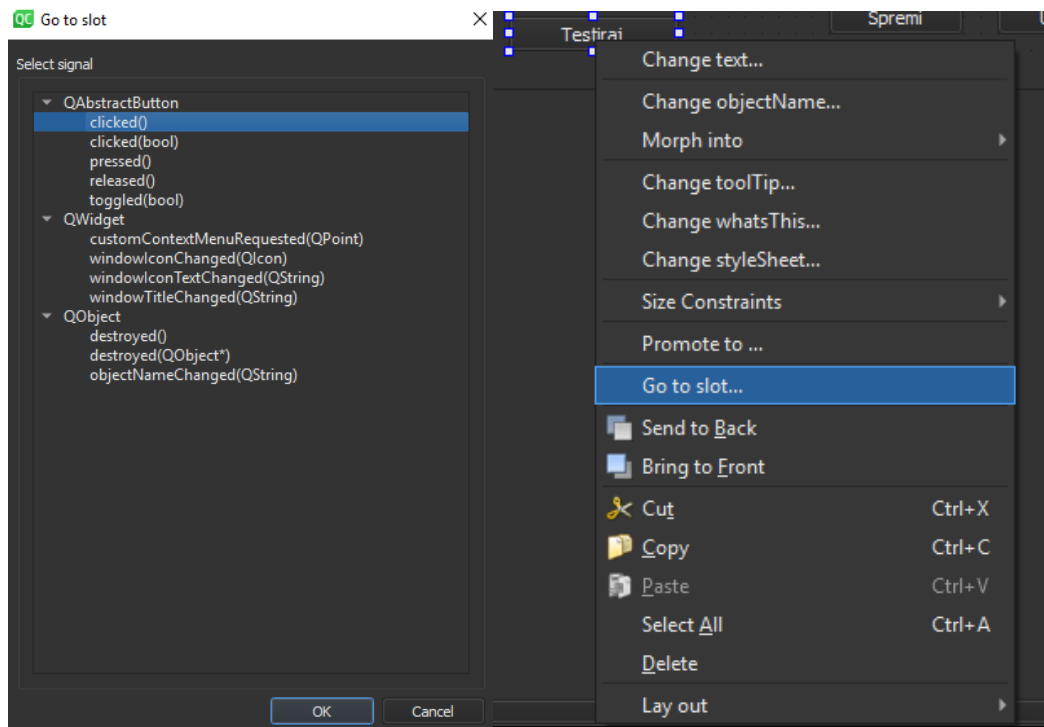 QC Go to slot
Select signal
QAbstractButton
clicked()
clicked(bool)
pressed()
released()
toggled(bool)
QWidget
customContextMenuRequested(QPoint)
windowIconChanged(QIcon)
windowIconTextChanged(QString)
windowTitleChanged(QString)
QObject
destroyed()
destroyed(QObject*)
objectNameChanged(QString)
OK Cancel
Testiraj Spremi
Change text...
Change objectName...
Morph into
Change toolTip...
Change whatsThis...
Change styleSheet...
Size Constraints
Promote to ...
Go to slot...
Send to Back
Bring to Front
Cut Ctrl+X
Copy Ctrl+C
Paste Ctrl+V
Select All Ctrl+A
Delete
Lay out